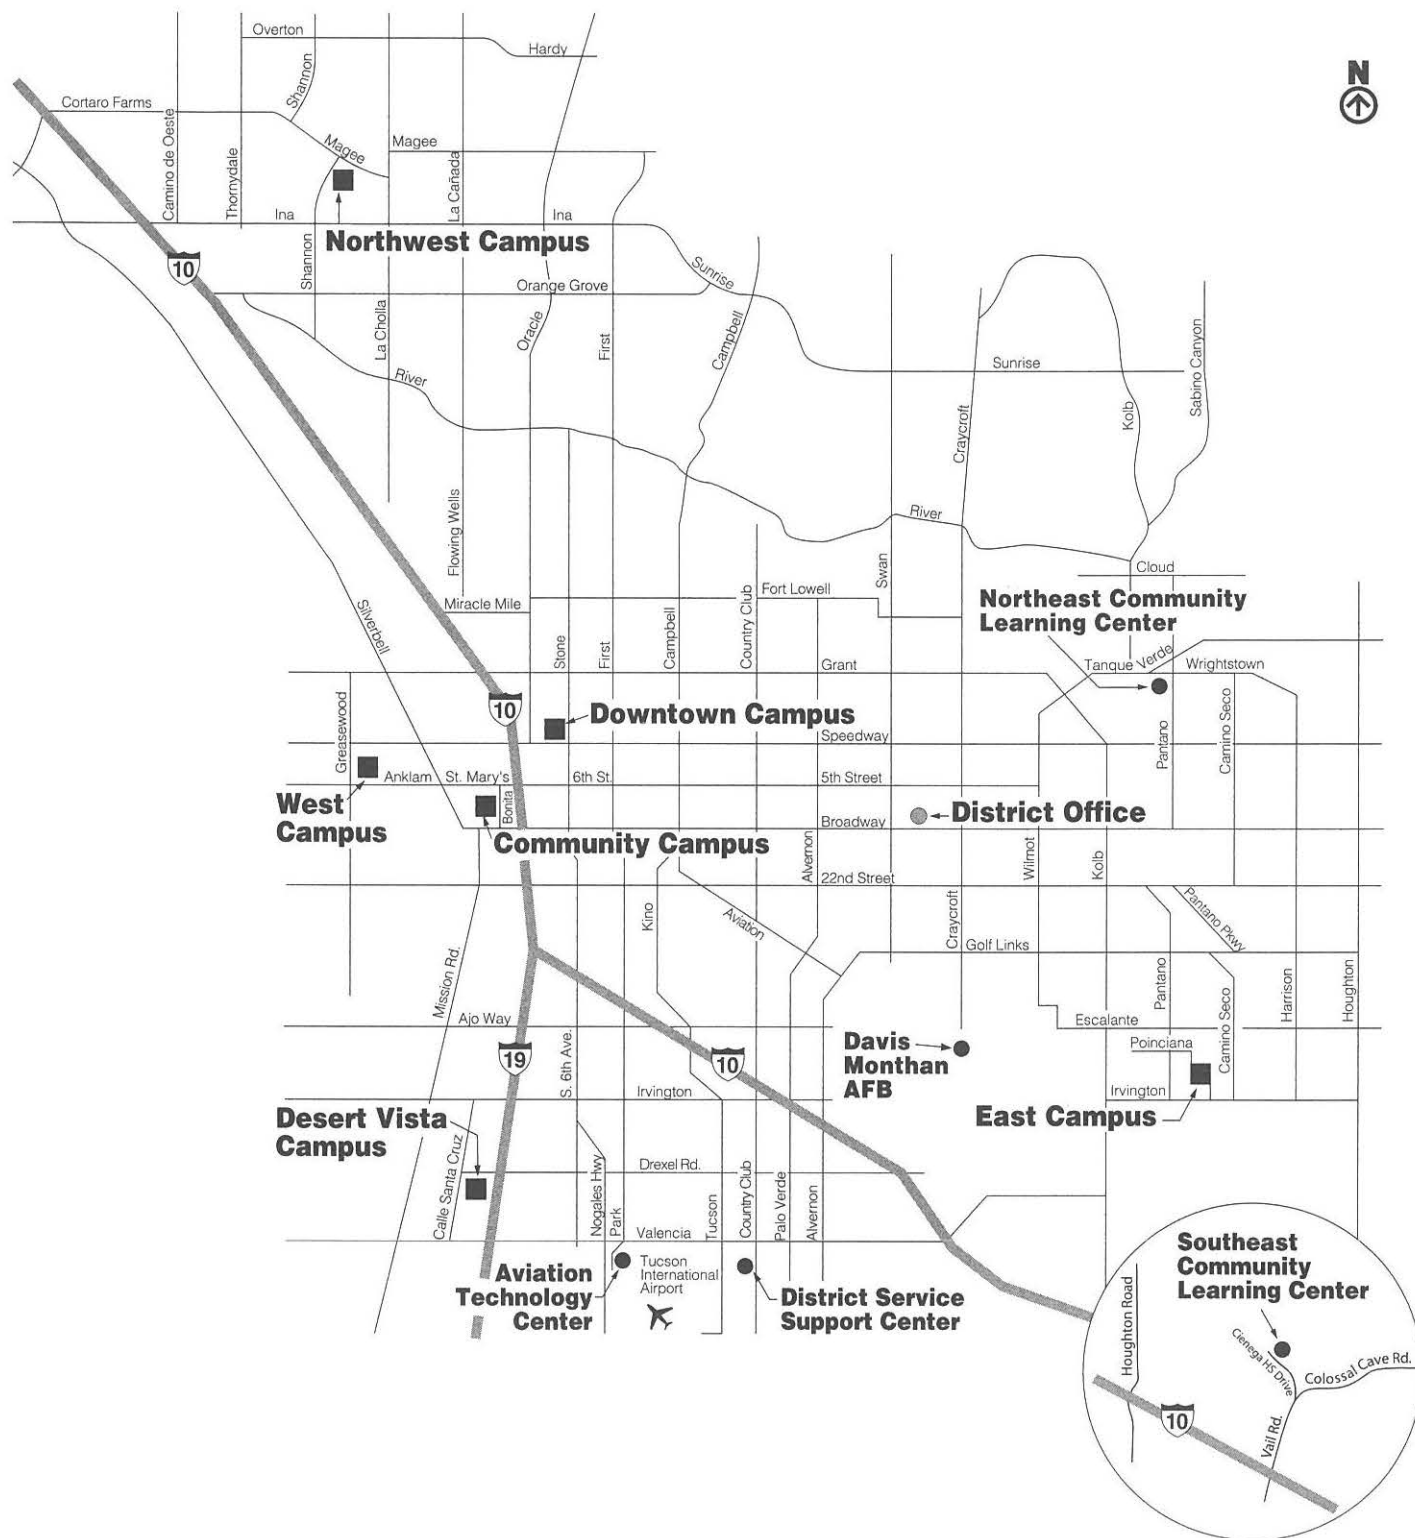 Overton
Hardy
N
Shannon
Cortaro Farms
Camino de Oeste
Thornydale
Magee
Magee
La Cañada
Ina
Ina
Northwest Campus
10
Shannon
Sunrise
Orange Grove
La Cholla
Oracle
First
Campbell
Sunrise
Sabino Canyon
River
Kolb
Craycroft
Flowing Wells
River
Swan
Cloud
Miracle Mile
Fort Lowell
Northeast Community
Learning Center
Silverbell
Stone
First
Campbell
Country Club
Grant
Tanque Verde
Wrightstown
Greasewood
10
Downtown Campus
Speedway
Pantano
Camino Seco
Anklam
St. Mary's
6th St.
5th Street
West
Campus
Bonita
Broadway
District Office
Community Campus
Alvernon
Wilmot
Kolb
22nd Street
Kino
Aviation
Craycroft
Pantano Pkwy
Golf Links
Mission Rd.
Pantano
Camino Seco
Harrison
Houghton
Ajo Way
Escalante
19
S. 6th Ave.
10
Davis
Monthan
AFB
Poinciana
Irvington
Irvington
Desert Vista
Campus
East Campus
Calle Santa Cruz
Drexel Rd.
Nogales Hwy
Park
Tucson
Country Club
Palo Verde
Alvernon
Valencia
Aviation
Technology
Center
Tucson
International
Airport
District Service
Support Center
Southeast
Community
Learning Center
Houghton Road
Cienega HS Drive
Colossal Cave Rd.
10
Vail Rd.